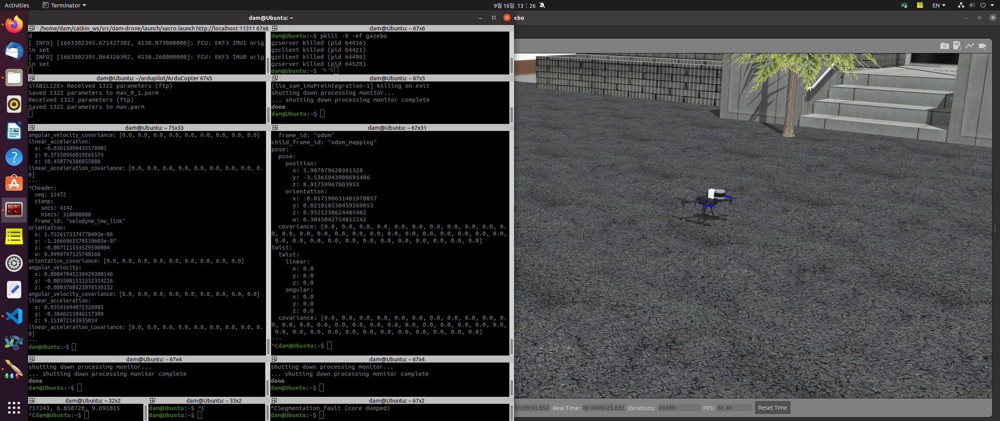 Activities
Terminator
9월 16일 13 : 26
EN
dam@Ubuntu: ~
ebo
/home/dam/catkin_ws/src/dam-drone/launch/xacro.launch http://localhost:11311 67x6
d
[ INFO] [1663302395.671427302, 4138.073000000]: FCU: EKF3 IMU1 orig
in set
[ INFO] [1663302395.864326302, 4138.268000000]: FCU: EKF3 IMU0 orig
in set
dam@Ubuntu: ~ 67x6
dam@Ubuntu:~$ pkill -9 -ef gazebo
gzserver killed (pid 64416)
gzclient killed (pid 64421)
gzclient killed (pid 64499)
gzserver killed (pid 64520)
dam@Ubuntu:~$ ㄱㄱ
dam@Ubuntu: ~/ardupilot/ArduCopter 67x5
STABILIZE> Received 1322 parameters (ftp)
Saved 1322 parameters to mav_0_1.parm
Received 1322 parameters (ftp)
Saved 1322 parameters to mav.parm
dam@Ubuntu: ~ 67x5
[lio_sam_imuPreintegration-1] killing on exit
shutting down processing monitor...
... shutting down processing monitor complete
done
dam@Ubuntu:~$
dam@Ubuntu: ~ 75x33
angular_velocity_covariance: [0.0, 0.0, 0.0, 0.0, 0.0, 0.0, 0.0, 0.0, 0.0]
linear_acceleration:
x: -0.03615090435578901
y: 0.37550956019265574
z: 10.450776306855888
linear_acceleration_covariance: [0.0, 0.0, 0.0, 0.0, 0.0, 0.0, 0.0, 0.0, 0.
0]
---
^Cheader:
seq: 11472
stamp:
secs: 4142
nsecs: 318000000
frame_id: "velodyne_imu_link"
orientation:
x: 1.7526173374778493e-06
y: -1.1669655570519603e-07
z: -0.007111554529590004
w: 0.9999747125748168
orientation_covariance: [0.0, 0.0, 0.0, 0.0, 0.0, 0.0, 0.0, 0.0, 0.0]
angular_velocity:
x: 0.00047045239429300146
y: -0.0035081511532314216
z: -0.0003760521078530132
angular_velocity_covariance: [0.0, 0.0, 0.0, 0.0, 0.0, 0.0, 0.0, 0.0, 0.0]
linear_acceleration:
x: 0.03541694072328985
y: -0.3846211046117389
z: 9.151872143935014
linear_acceleration_covariance: [0.0, 0.0, 0.0, 0.0, 0.0, 0.0, 0.0, 0.0, 0.
0]
---
dam@Ubuntu:~$
dam@Ubuntu: ~ 67x31
frame_id: "odom"
child_frame_id: "odom_mapping"
pose:
pose:
position:
x: 5.987079620361328
y: -3.5365943908691406
z: 8.91759967803955
orientation:
x: -0.017190631481970857
y: 0.021018538459269053
z: 0.9521238624485482
w: 0.3045042754812242
covariance: [0.0, 0.0, 0.0, 0.0, 0.0, 0.0, 0.0, 0.0, 0.0, 0.0, 0.
0, 0.0, 0.0, 0.0, 0.0, 0.0, 0.0, 0.0, 0.0, 0.0, 0.0, 0.0, 0.0, 0.0,
0.0, 0.0, 0.0, 0.0, 0.0, 0.0, 0.0, 0.0, 0.0, 0.0, 0.0, 0.0]
twist:
twist:
linear:
x: 0.0
y: 0.0
z: 0.0
angular:
x: 0.0
y: 0.0
z: 0.0
covariance: [0.0, 0.0, 0.0, 0.0, 0.0, 0.0, 0.0, 0.0, 0.0, 0.0, 0.
0, 0.0, 0.0, 0.0, 0.0, 0.0, 0.0, 0.0, 0.0, 0.0, 0.0, 0.0, 0.0, 0.0,
0.0, 0.0, 0.0, 0.0, 0.0, 0.0, 0.0, 0.0, 0.0, 0.0, 0.0, 0.0]
---
^Cdam@Ubuntu:~$
dam@Ubuntu: ~ 67x4
shutting down processing monitor...
... shutting down processing monitor complete
done
dam@Ubuntu:~$
dam@Ubuntu: ~ 67x4
shutting down processing monitor...
... shutting down processing monitor complete
done
dam@Ubuntu:~$
dam@Ubuntu: ~ 32x2
717243, 6.050720, 9.691015
^Cdam@Ubuntu:~$
dam@Ubuntu: ~ 33x2
dam@Ubuntu:~$ ^C
dam@Ubuntu:~$
dam@Ubuntu: ~ 67x2
^CSegmentation fault (core dumped)
dam@Ubuntu:~$
LOG
01:09:03.652 Real Time: 00 00:00:25.832 Iterations: 24280 FPS: 62.46 Reset Time